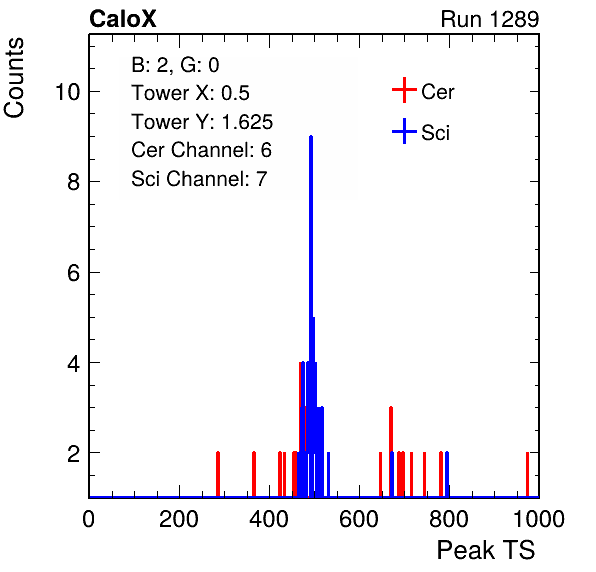 CaloX Run 1289
Counts
B: 2, G: 0
Tower X: 0.5
Tower Y: 1.625
Cer Channel: 6
Sci Channel: 7
Cer
Sci
10
8
6
4
2
0 200 400 600 800 1000
Peak TS